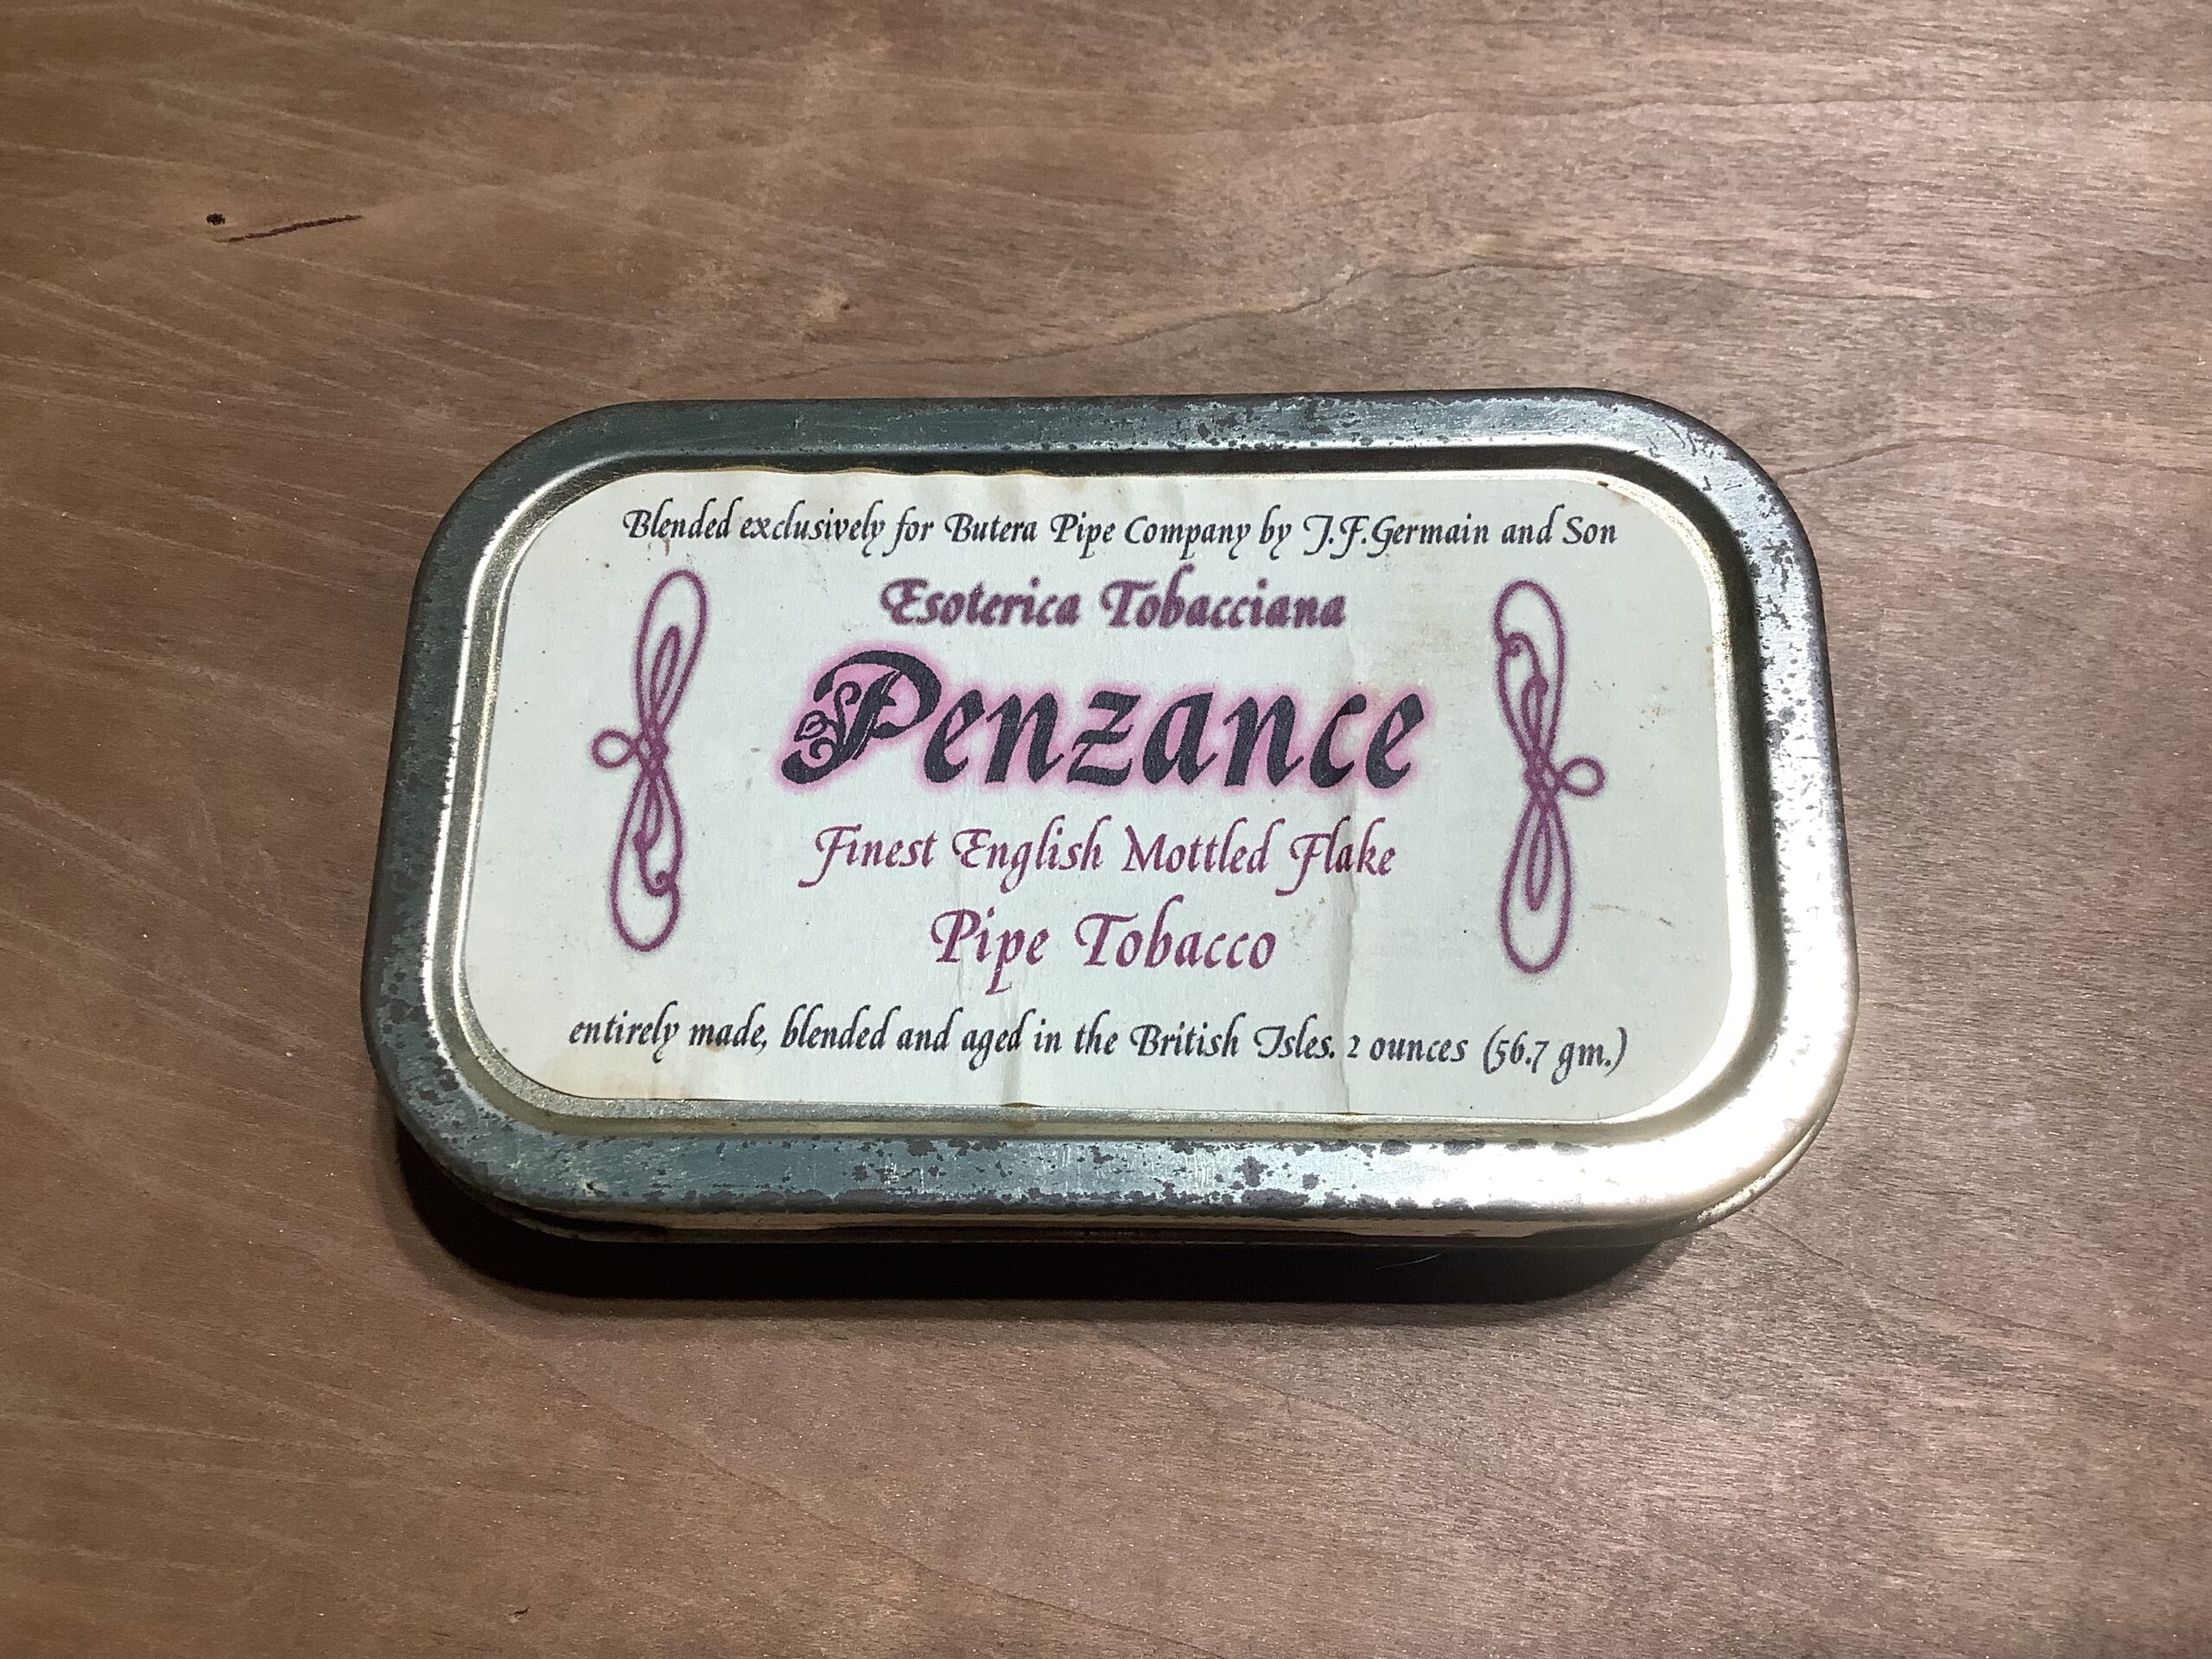 Blended exclusively for Butera Pipe Company by J.F.Germain and Son
Esoterica Tobacciana
Penzance
Finest English Mottled Flake
Pipe Tobacco
entirely made, blended and aged in the British Isles. 2 ounces (56.7 gm.)